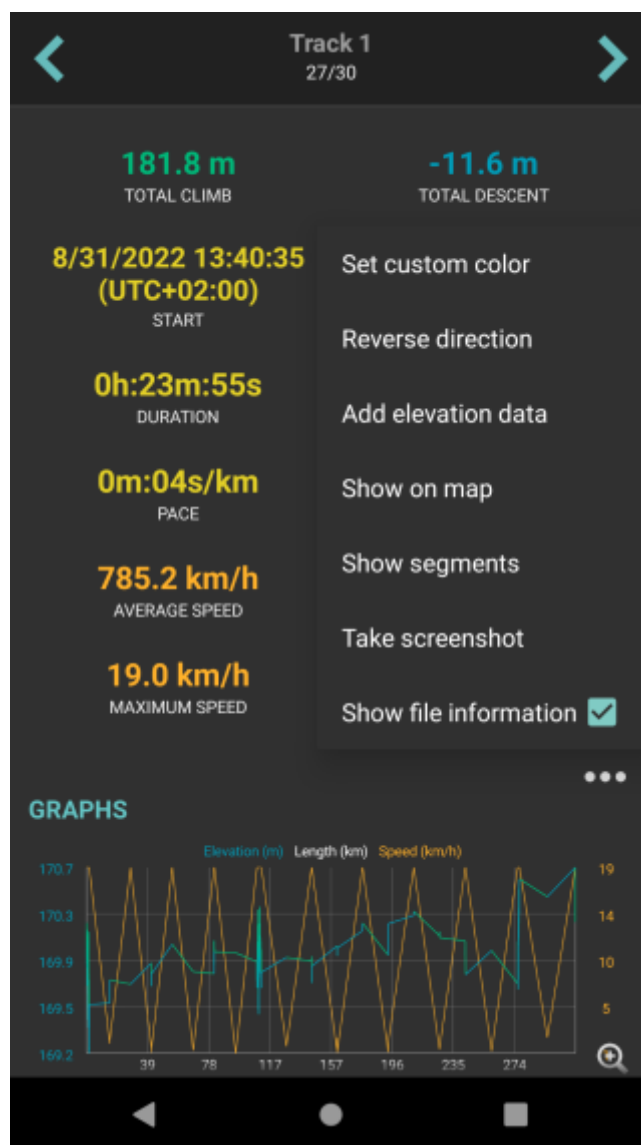 Track 1
27/30
181.8 m
TOTAL CLIMB
-11.6 m
TOTAL DESCENT
8/31/2022 13:40:35
(UTC+02:00)
START
0h:23m:55s
DURATION
0m:04s/km
PACE
785.2 km/h
AVERAGE SPEED
19.0 km/h
MAXIMUM SPEED
Set custom color
Reverse direction
Add elevation data
Show on map
Show segments
Take screenshot
Show file information
GRAPHS
Elevation (m) Length (km) Speed (km/h)
170.7
170.3
169.9
169.5
169.2
19
14
10
5
39 78 117 157 196 235 274